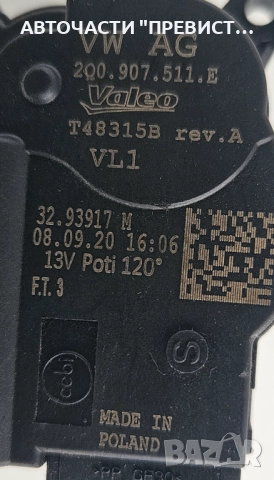 АВТОЧАСТИ "ПРЕВИСТ...
VW AG
2Q0.907.511.E
Valeo
T48315B rev.A
VL1
32.93917 M
08.09.20 16:06
13V Poti 120°
F.T. 3
S
MADE IN
POLAND
BAZAR